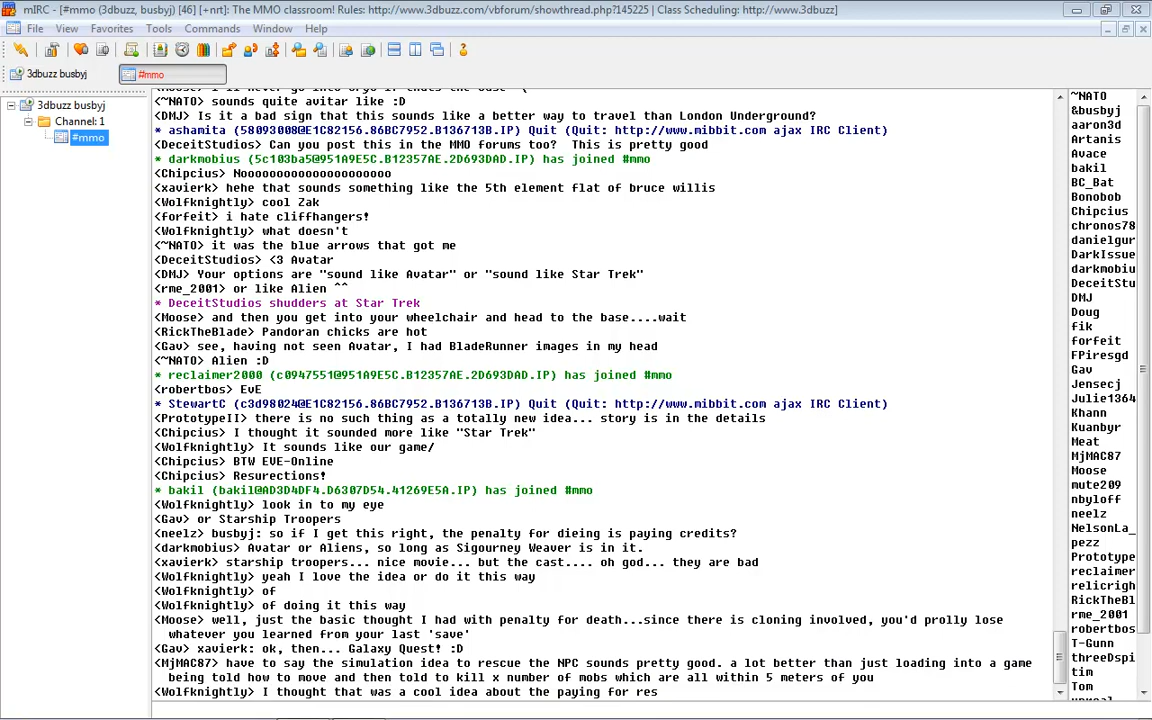 mIRC - [#mmo (3dbuzz, busbyj) [46] [+nrt]: The MMO classroom! Rules: http://www.3dbuzz.com/vbforum/showthread.php?145225 | Class Scheduling: http://www.3dbuzz]
File View Favorites Tools Commands Window Help
3dbuzz busbyj #mmo
3dbuzz busbyj
Channel: 1
#mmo
<~NATO> sounds quite avitar like :D
<DMJ> Is it a bad sign that this sounds like a better way to travel than London Underground?
* ashamita (58093008@E1C82156.86BC7952.B136713B.IP) Quit (Quit: http://www.mibbit.com ajax IRC Client)
<DeceitStudios> Can you post this in the MMO forums too?  This is pretty good
* darkmobius (5c103ba5@951A9E5C.B12357AE.2D693DAD.IP) has joined #mmo
<Chipcius> Noooooooooooooooooooo
<xavierk> hehe that sounds something like the 5th element flat of bruce willis
<Wolfknightly> cool Zak
<forfeit> i hate cliffhangers!
<Wolfknightly> what doesn't
<~NATO> it was the blue arrows that got me
<DeceitStudios> <3 Avatar
<DMJ> Your options are "sound like Avatar" or "sound like Star Trek"
<rme_2001> or like Alien ^^
* DeceitStudios shudders at Star Trek
<Moose> and then you get into your wheelchair and head to the base....wait
<RickTheBlade> Pandoran chicks are hot
<Gav> see, having not seen Avatar, I had BladeRunner images in my head
<~NATO> Alien :D
* reclaimer2000 (c0947551@951A9E5C.B12357AE.2D693DAD.IP) has joined #mmo
<robertbos> EvE
* StewartC (c3d98024@E1C82156.86BC7952.B136713B.IP) Quit (Quit: http://www.mibbit.com ajax IRC Client)
<PrototypeII> there is no such thing as a totally new idea... story is in the details
<Chipcius> I thought it sounded more like "Star Trek"
<Wolfknightly> It sounds like our game/
<Chipcius> BTW EVE-Online
<Chipcius> Resurections!
* bakil (bakil@AD3D4DF4.D6307D54.41269E5A.IP) has joined #mmo
<Wolfknightly> look in to my eye
<Gav> or Starship Troopers
<neelz> busbyj: so if I get this right, the penalty for dieing is paying credits?
<darkmobius> Avatar or Aliens, so long as Sigourney Weaver is in it.
<xavierk> starship troopers... nice movie... but the cast.... oh god... they are bad
<Wolfknightly> yeah I love the idea or do it this way
<Wolfknightly> of
<Wolfknightly> of doing it this way
<Moose> well, just the basic thought I had with penalty for death...since there is cloning involved, you'd prolly lose
whatever you learned from your last 'save'
<Gav> xavierk: ok, then... Galaxy Quest! :D
<MjMAC87> have to say the simulation idea to rescue the NPC sounds pretty good. a lot better than just loading into a game
being told how to move and then told to kill x number of mobs which are all within 5 meters of you
<Wolfknightly> I thought that was a cool idea about the paying for res
~NATO
&busbyj
aaron3d
Artanis
Avace
bakil
BC_Bat
Bonobob
Chipcius
chronos78
danielgur
DarkIssue
darkmobiu
DeceitStu
DMJ
Doug
fik
forfeit
FPiresgd
Gav
Jensecj
Julie1364
Khann
Kuanbyr
Meat
MjMAC87
Moose
mute209
nbyloff
neelz
NelsonLa_
pezz
Prototype
reclaimer
relicrigh
RickTheBl
rme_2001
robertbos
T-Gunn
threeDspi
tim
Tom